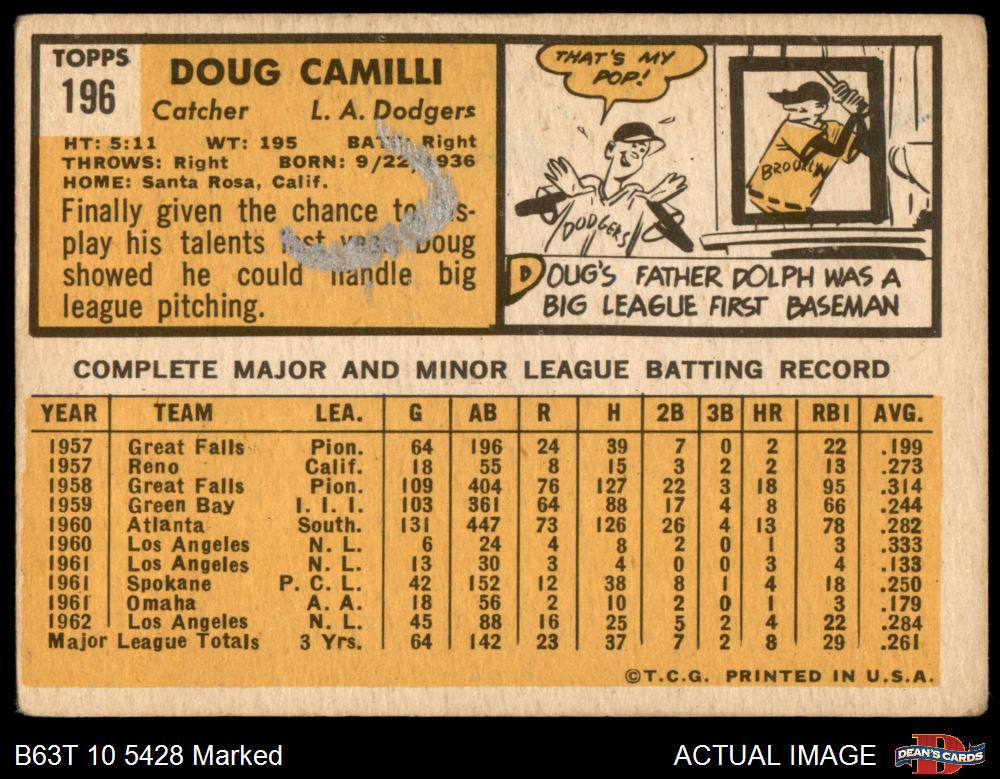 TOPPS
196
DOUG CAMILLI
Catcher L. A. Dodgers
HT: 5:11 WT: 195 Right
THROWS: Right BORN: 9/22/ 936
HOME: Santa Rosa, Calif.
Finally given the chance to s-
play his talents Doug
showed he could handle big
league pitching.
THAT'S MY
POP!
DODGERS
BROOKLYN
DOUG'S FATHER DOLPH WAS A
BIG LEAGUE FIRST BASEMAN
COMPLETE MAJOR AND MINOR LEAGUE BATTING RECORD
YEAR TEAM LEA. G AB R H 2B 3B HR RBI AVG.
1957 Great Falls Pion. 64 196 24 39 7 0 2 22 .199
1957 Reno Calif. 18 55 8 15 3 2 2 13 .273
1958 Great Falls Pion. 109 404 76 127 22 3 18 95 .314
1959 Green Bay I. I. I. 103 361 64 88 17 4 8 66 .244
1960 Atlanta South. 131 447 73 126 26 4 13 78 .282
1960 Los Angeles N. L. 6 24 4 8 2 0 1 3 .333
1961 Los Angeles N. L. 13 30 3 4 0 0 3 4 .133
1961 Spokane P. C. L. 42 152 12 38 8 1 4 18 .250
1961 Omaha A. A. 18 56 2 10 2 0 1 3 .179
1962 Los Angeles N. L. 45 88 16 25 5 2 4 22 .284
Major League Totals 3 Yrs. 64 142 23 37 7 2 8 29 .261
©T.C.G. PRINTED IN U.S.A.
B63T 10 5428 Marked ACTUAL IMAGE
DEAN'S CARDS